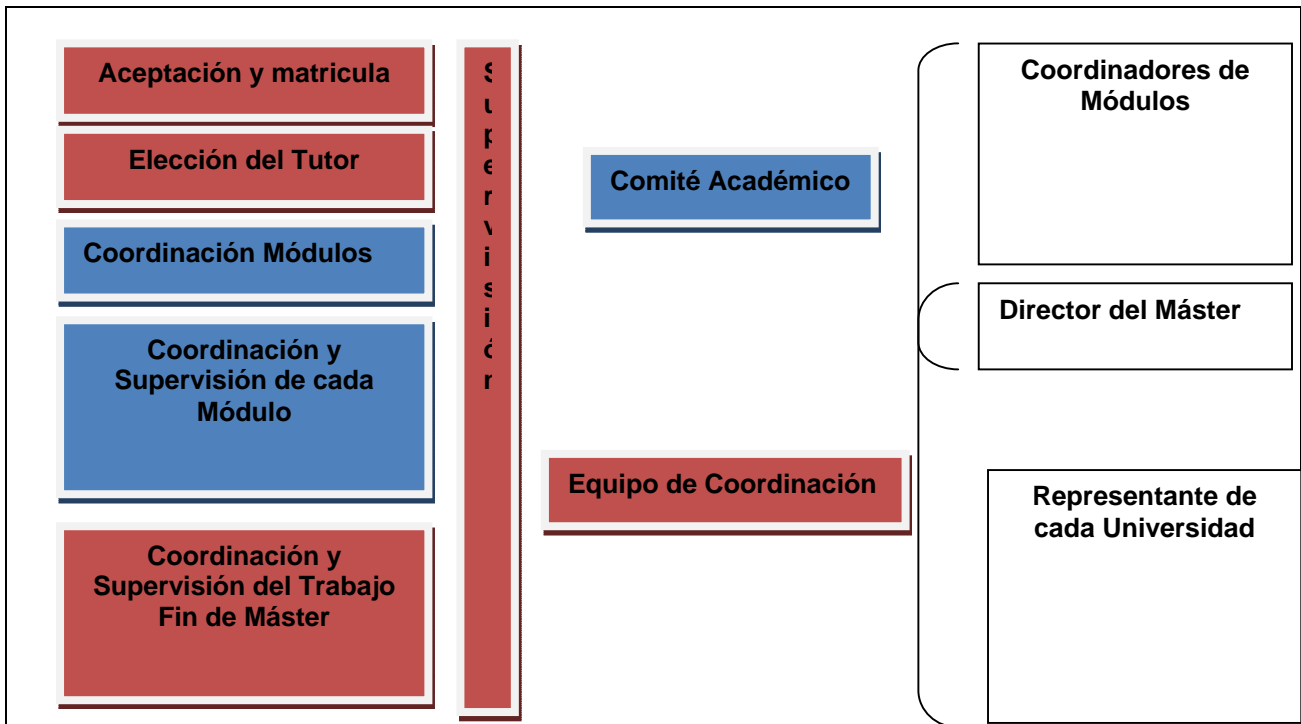 Aceptación y matricula
Elección del Tutor
Coordinación Módulos
Coordinación y
Supervisión de cada
Módulo
Coordinación y
Supervisión del Trabajo
Fin de Máster
S
u
p
e
r
v
i
s
i
ó
n
Comité Académico
Equipo de Coordinación
Coordinadores de
Módulos
Director del Máster
Representante de
cada Universidad